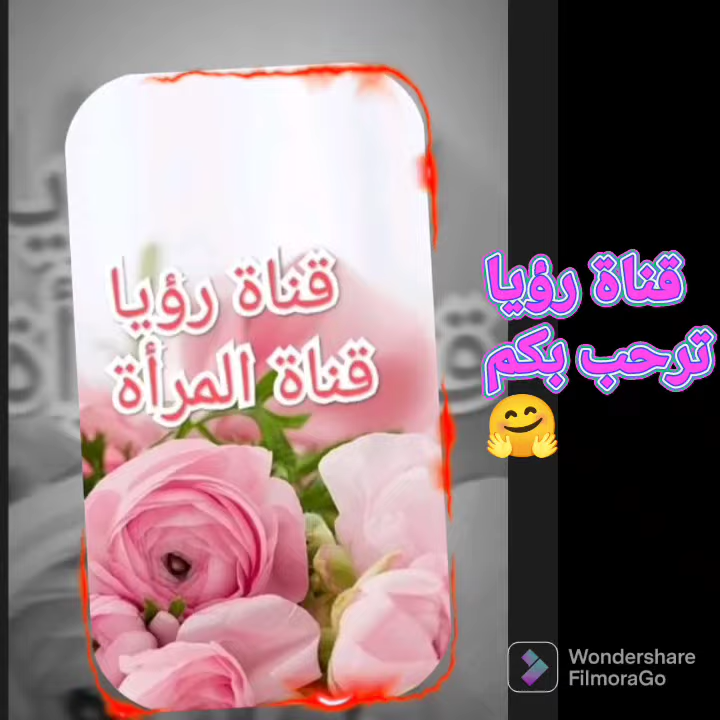 قناة رؤيا
قناة المرأة
قناة رؤيا
ترحب بكم
Wondershare
FilmoraGo